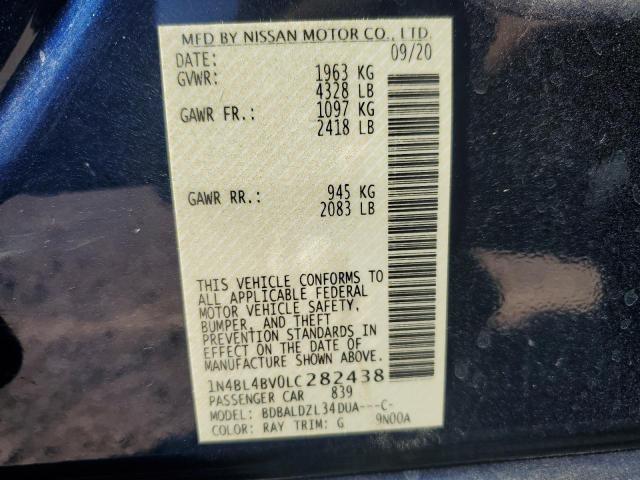 MFD BY NISSAN MOTOR CO., LTD.
DATE: 09/20
GVWR: 1963 KG
4328 LB
GAWR FR.: 1097 KG
2418 LB
GAWR RR.: 945 KG
2083 LB
THIS VEHICLE CONFORMS TO
ALL APPLICABLE FEDERAL
MOTOR VEHICLE SAFETY,
BUMPER, AND THEFT
PREVENTION STANDARDS IN
EFFECT ON THE DATE OF
MANUFACTURE SHOWN ABOVE.
1N4BL4BV0LC282438
PASSENGER CAR 839
MODEL: BDBALDZL34DUA---C-
COLOR: RAY TRIM: G 9N00A